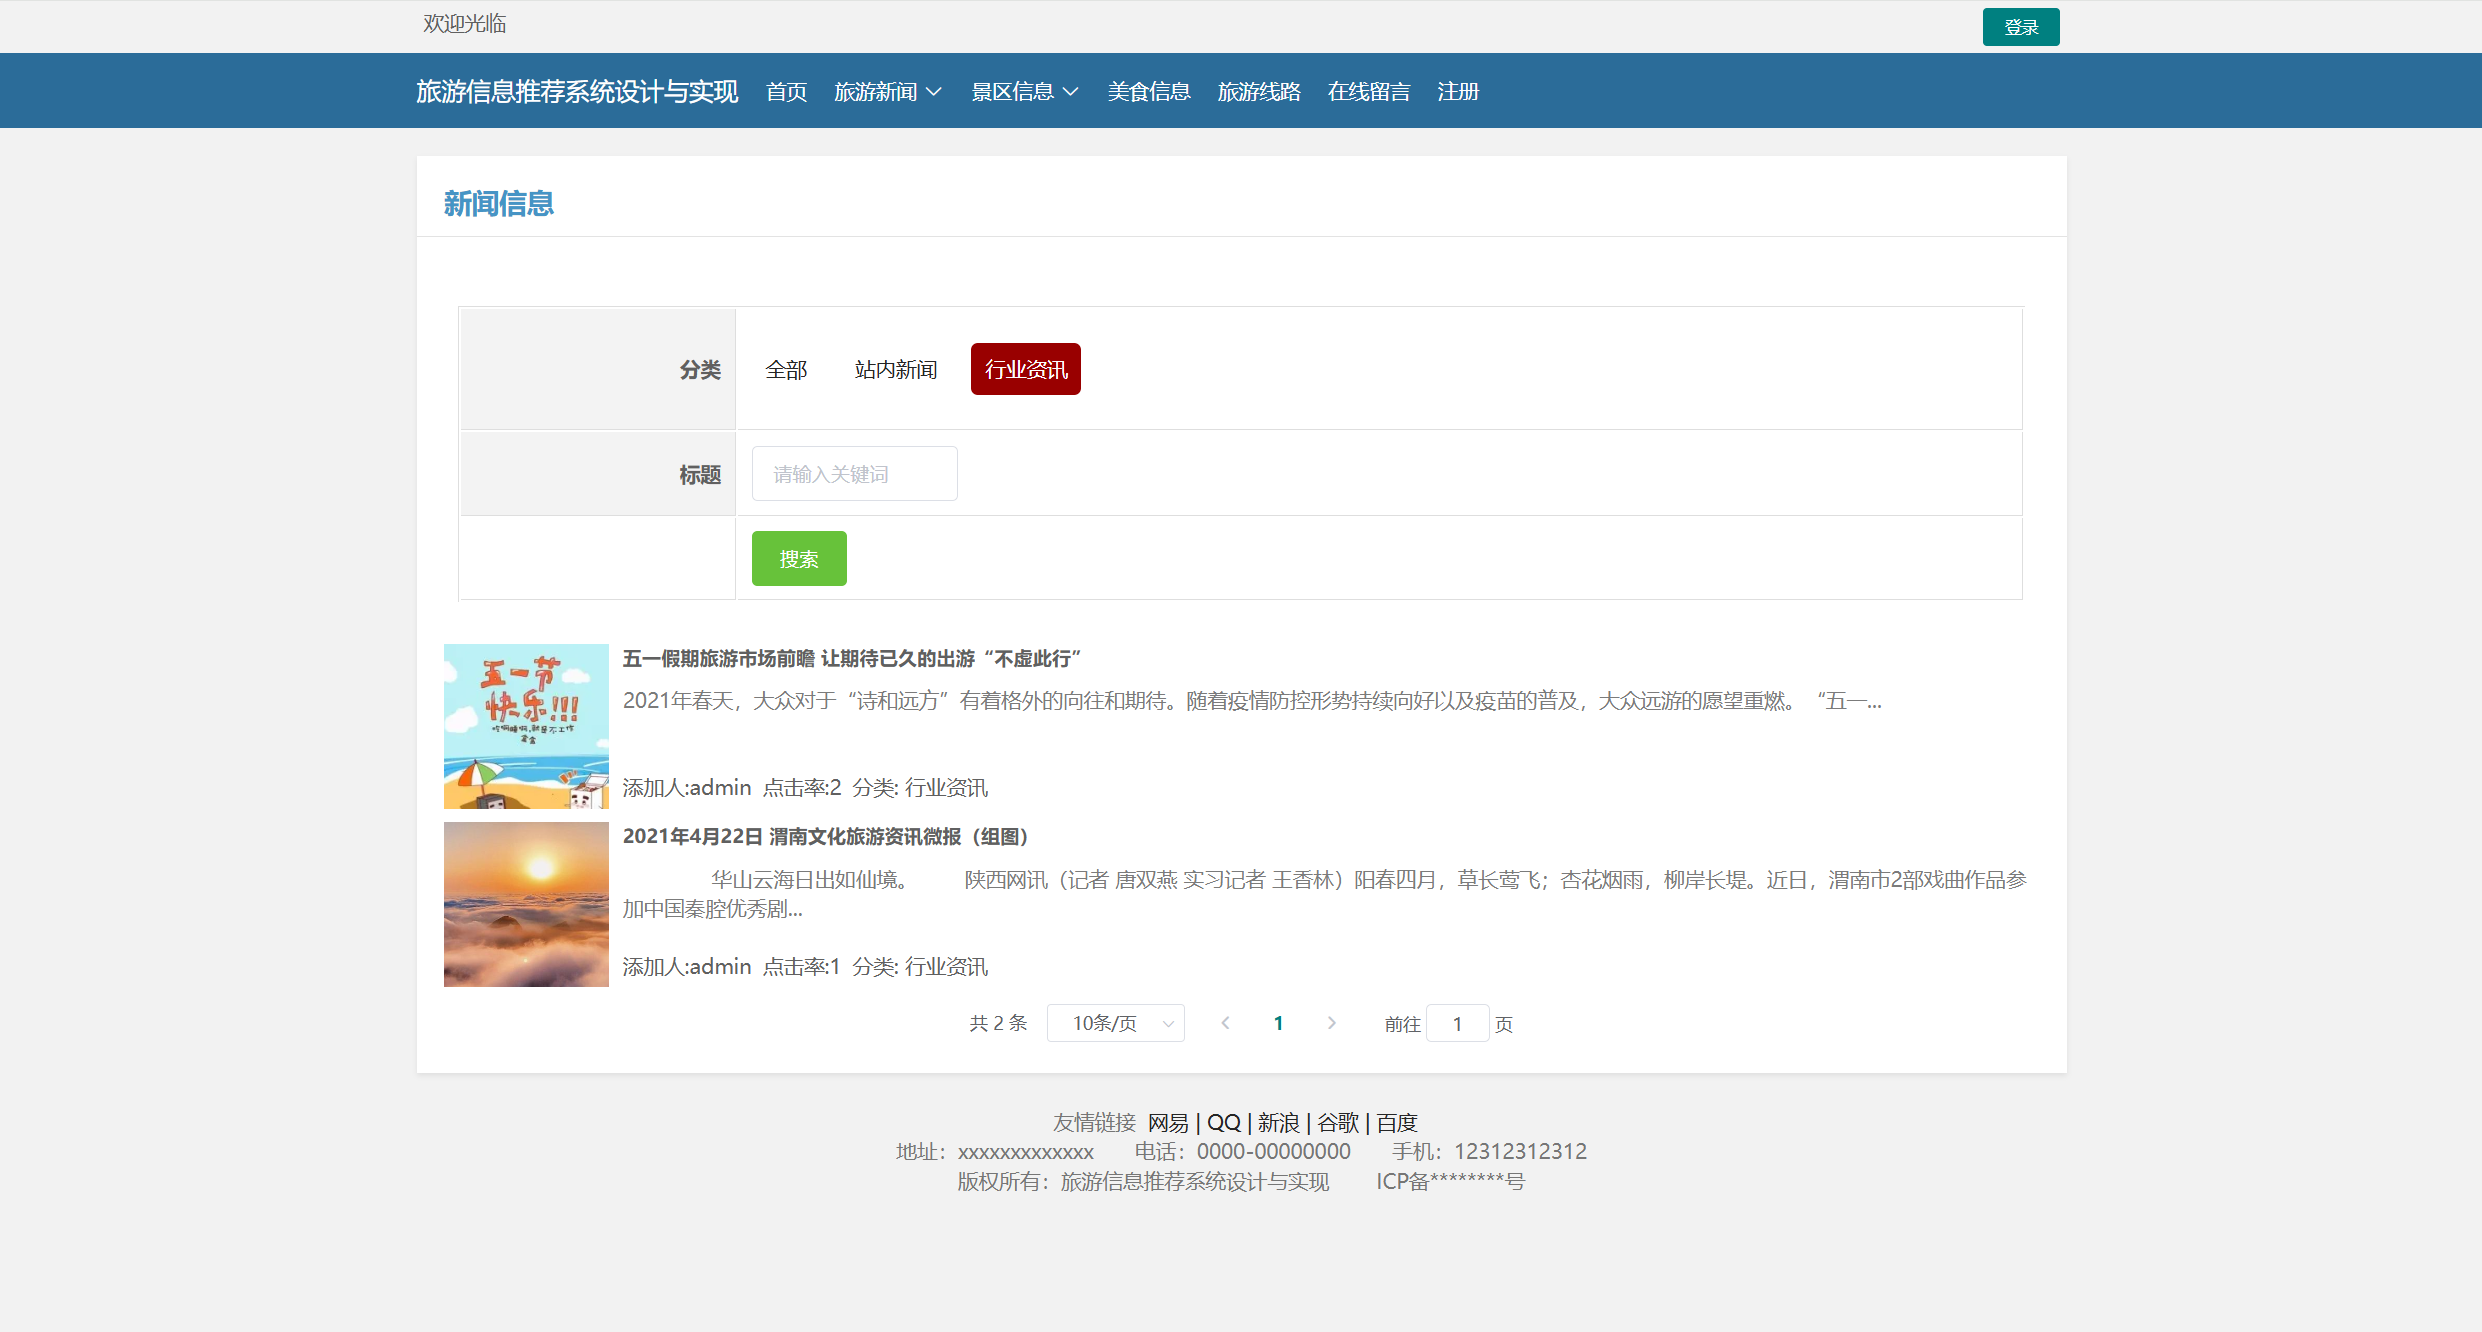 欢迎光临
登录
旅游信息推荐系统设计与实现 首页 旅游新闻 景区信息 美食信息 旅游线路 在线留言 注册
新闻信息
分类 全部 站内新闻 行业资讯
标题 请输入关键词
搜索
五一节
快乐!!!
五一假期旅游市场前瞻 让期待已久的出游“不虚此行”
2021年春天，大众对于“诗和远方”有着格外的向往和期待。随着疫情防控形势持续向好以及疫苗的普及，大众远游的愿望重燃。“五一...
添加人:admin 点击率:2 分类: 行业资讯
2021年4月22日 渭南文化旅游资讯微报（组图）
华山云海日出如仙境。 陕西网讯（记者 唐双燕 实习记者 王香林）阳春四月，草长莺飞；杏花烟雨，柳岸长堤。近日，渭南市2部戏曲作品参
加中国秦腔优秀剧...
添加人:admin 点击率:1 分类: 行业资讯
共 2 条 10条/页 1 前往 1 页
友情链接 网易 | QQ | 新浪 | 谷歌 | 百度
地址：xxxxxxxxxxxxx 电话：0000-00000000 手机：12312312312
版权所有：旅游信息推荐系统设计与实现 ICP备********号